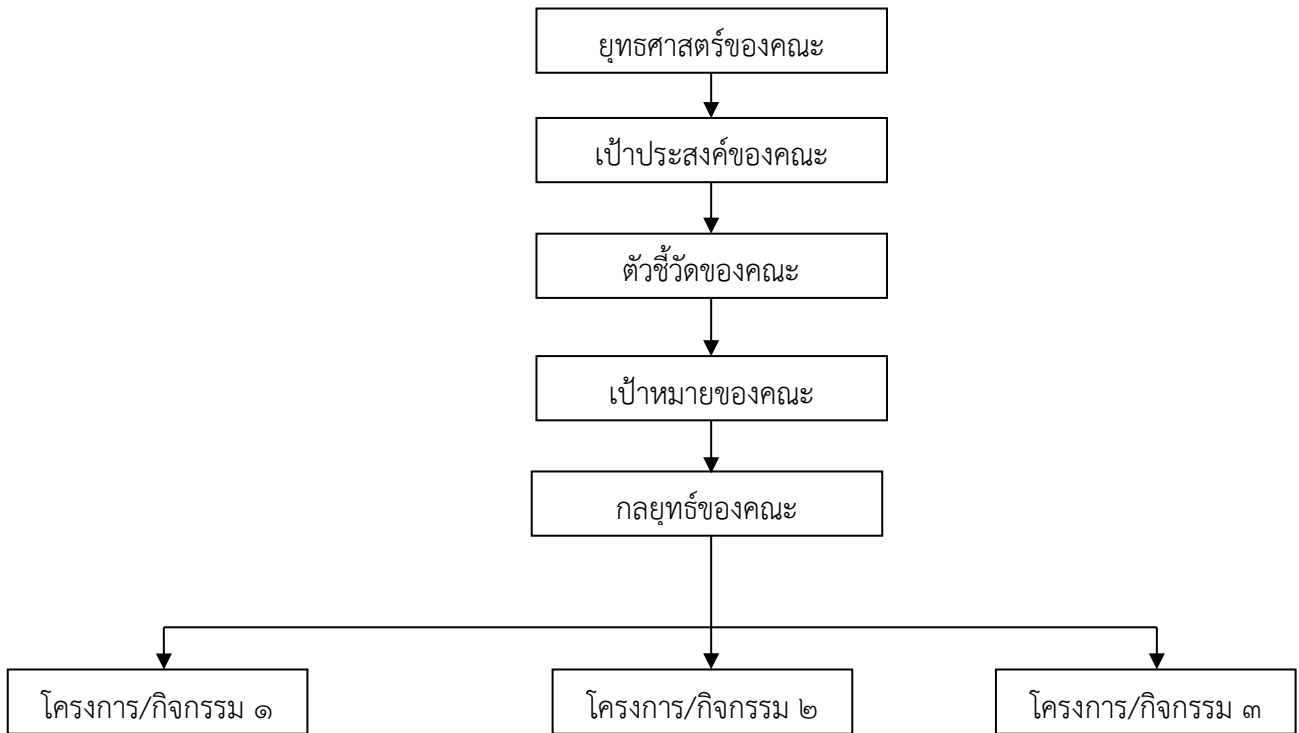 ยุทธศาสตร์ของคณะ
เป้าประสงค์ของคณะ
ตัวชี้วัดของคณะ
เป้าหมายของคณะ
กลยุทธ์ของคณะ
โครงการ/กิจกรรม ๑
โครงการ/กิจกรรม ๒
โครงการ/กิจกรรม ๓